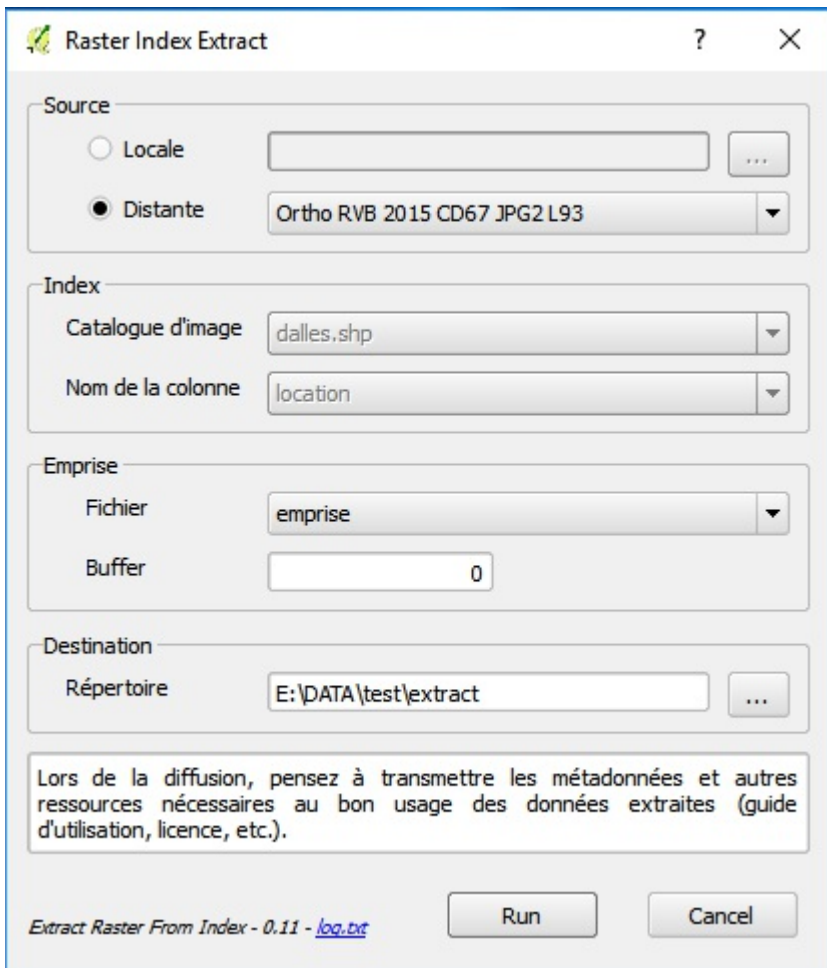 Raster Index Extract ?
Source
Locale ...
Distante Ortho RVB 2015 CD67 JPG2 L93
Index
Catalogue d'image dalles.shp
Nom de la colonne location
Emprise
Fichier emprise
Buffer 0
Destination
Répertoire E:\DATA\test\extract ...
Lors de la diffusion, pensez à transmettre les métadonnées et autres
ressources nécessaires au bon usage des données extraites (guide
d'utilisation, licence, etc.).
Extract Raster From Index - 0.11 - log.txt Run Cancel